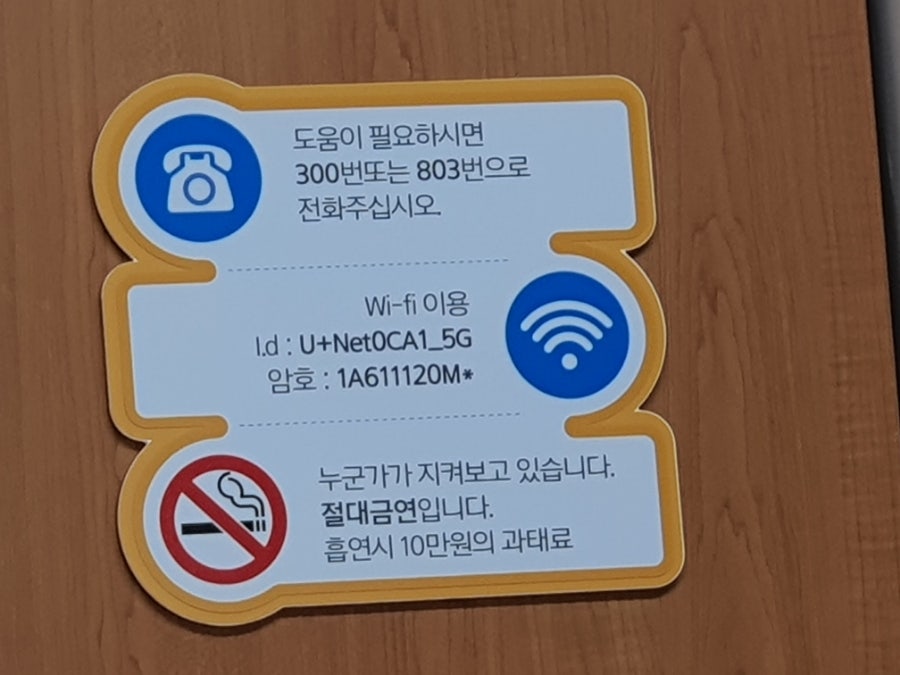 도움이 필요하시면
300번또는 803번으로
전화주십시오.
Wi-fi 이용
I.d : U+Net0CA1_5G
암호 : 1A611120M*
누군가가 지켜보고 있습니다.
절대금연입니다.
흡연시 10만원의 과태료